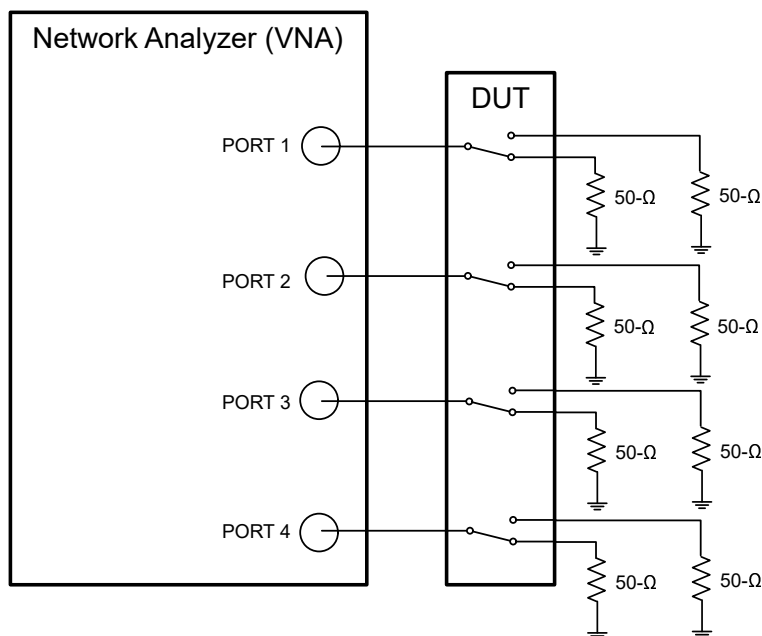 Network Analyzer (VNA)
DUT
PORT 1
50-Ω
50-Ω
PORT 2
50-Ω
50-Ω
PORT 3
50-Ω
50-Ω
PORT 4
50-Ω
50-Ω